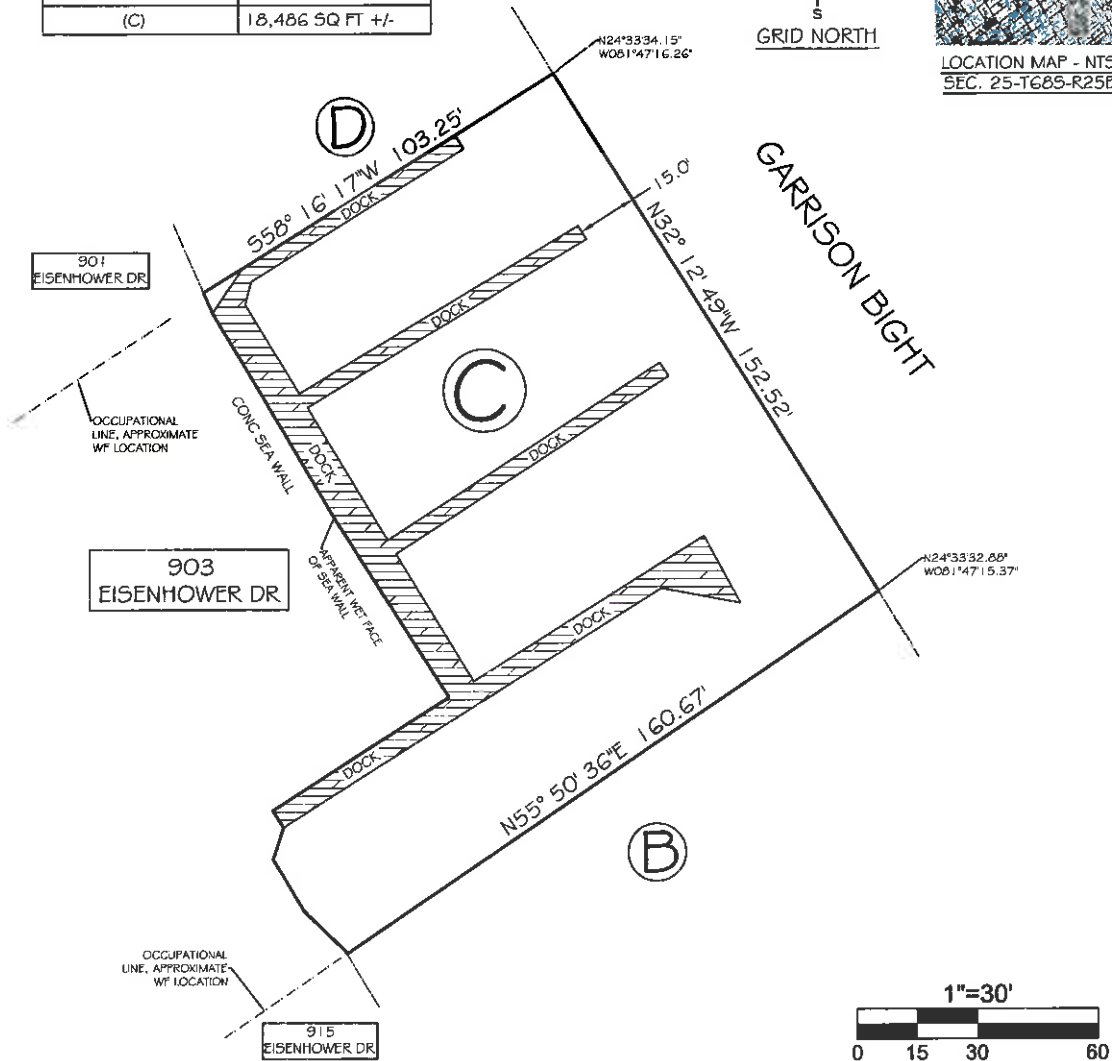 (C) 18,486 SQ FT +/-
S
GRID NORTH
LOCATION MAP - NTS
SEC. 25-T68S-R25E
N24°33'34.15"
W081°47'16.26"
D
S58° 16' 17"W 103.25'
DOCK
15.0'
GARRISON BIGHT
N32° 12' 49"W 152.52'
901
EISENHOWER DR
DOCK
C
OCCUPATIONAL
LINE, APPROXIMATE
WF LOCATION
CONC SEA WALL
DOCK
DOCK
APPARENT WET FACE
OF SEA WALL
903
EISENHOWER DR
N24°33'32.88"
W081°47'15.37"
DOCK
DOCK
N55° 50' 36"E 160.67'
B
OCCUPATIONAL
LINE, APPROXIMATE
WF LOCATION
915
EISENHOWER DR
1"=30'
0 15 30 60